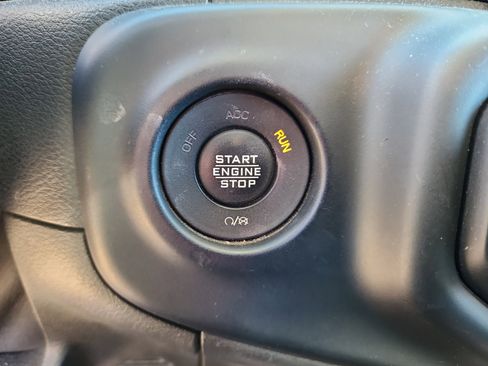 ACC
OFF
RUN
START
ENGINE
STOP